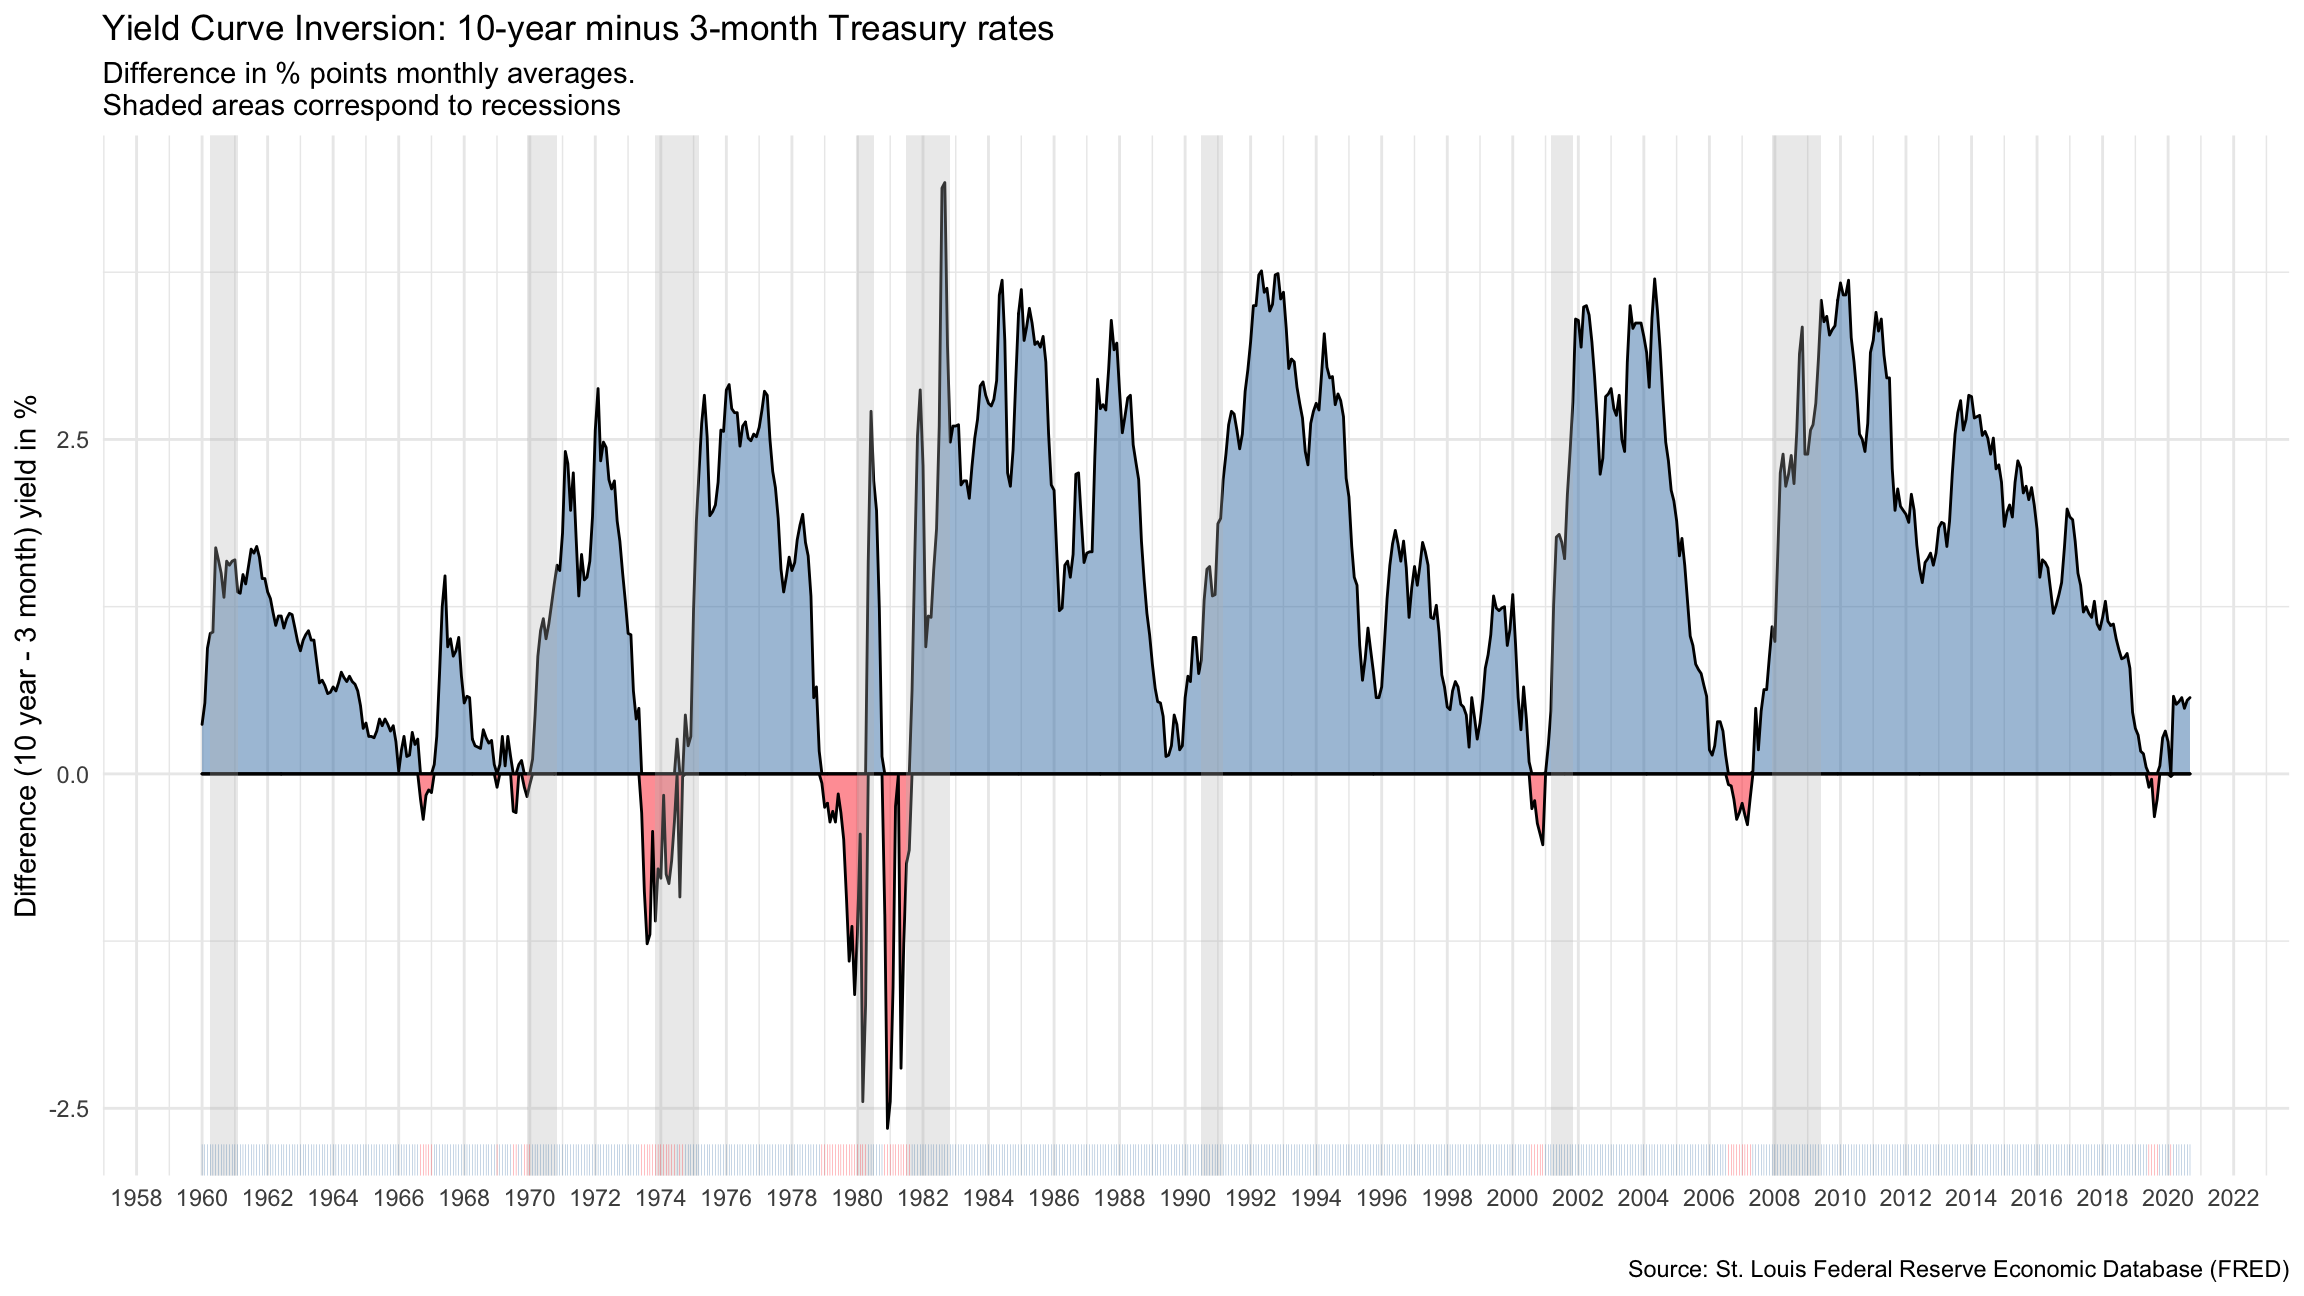 Yield Curve Inversion: 10-year minus 3-month Treasury rates
Difference in % points monthly averages.
Shaded areas correspond to recessions
Difference (10 year - 3 month) yield in %
2.5
0.0
-2.5
1958 1960 1962 1964 1966 1968 1970 1972 1974 1976 1978 1980 1982 1984 1986 1988 1990 1992 1994 1996 1998 2000 2002 2004 2006 2008 2010 2012 2014 2016 2018 2020 2022
Source: St. Louis Federal Reserve Economic Database (FRED)